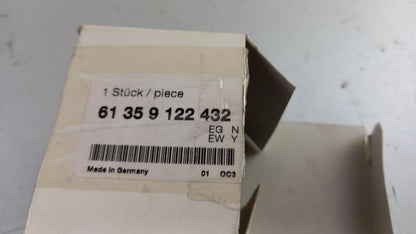 1 Stück / piece
61 35 9 122 432
EG N
EW Y
Made in Germany 01 OC3